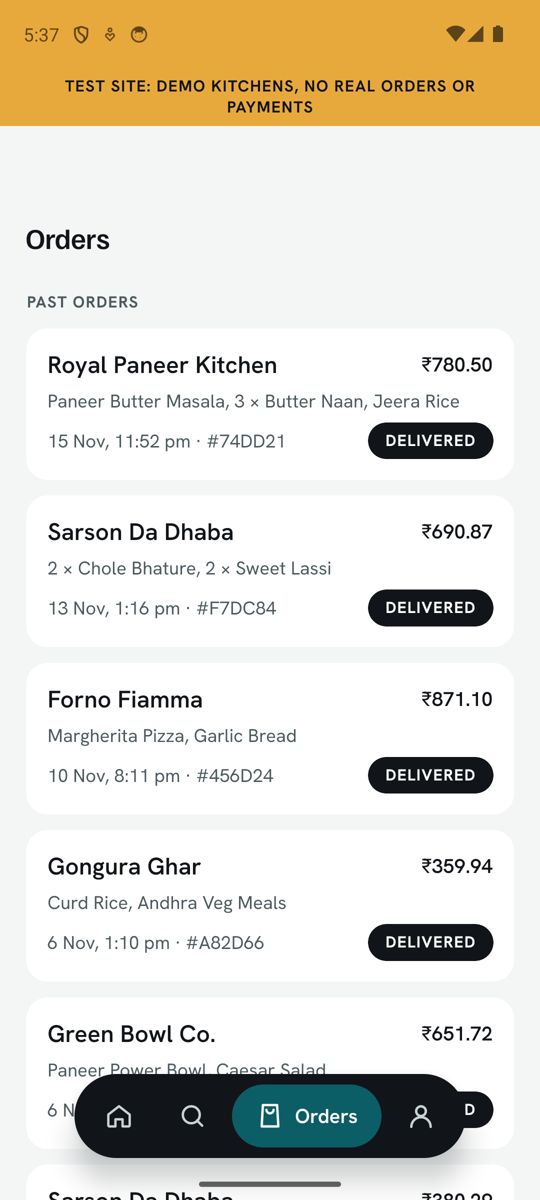 5:37
TEST SITE: DEMO KITCHENS, NO REAL ORDERS OR
PAYMENTS
Orders
PAST ORDERS
Royal Paneer Kitchen ₹780.50
Paneer Butter Masala, 3 × Butter Naan, Jeera Rice
15 Nov, 11:52 pm · #74DD21 DELIVERED
Sarson Da Dhaba ₹690.87
2 × Chole Bhature, 2 × Sweet Lassi
13 Nov, 1:16 pm · #F7DC84 DELIVERED
Forno Fiamma ₹871.10
Margherita Pizza, Garlic Bread
10 Nov, 8:11 pm · #456D24 DELIVERED
Gongura Ghar ₹359.94
Curd Rice, Andhra Veg Meals
6 Nov, 1:10 pm · #A82D66 DELIVERED
Green Bowl Co. ₹651.72
Paneer Power Bowl, Caesar Salad
6 N D
Orders
Sarson Da Dhaba